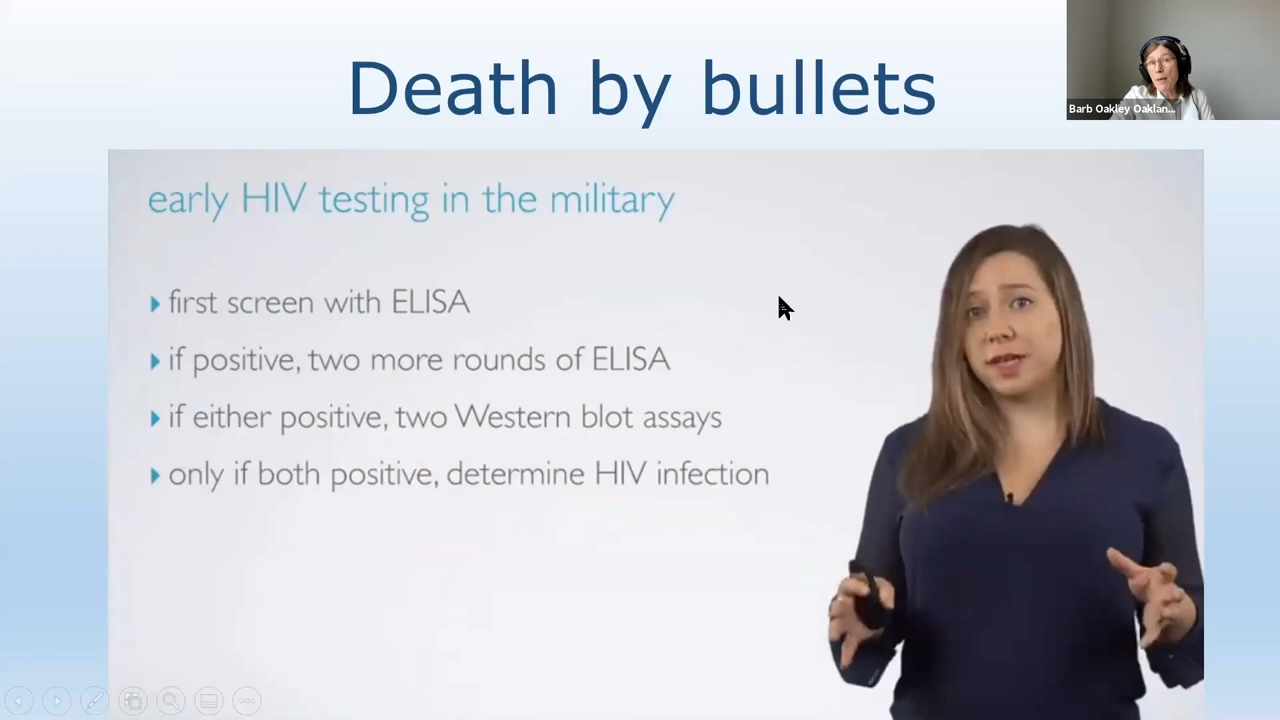 Death by bullets
Barb Oakley Oaklan...
early HIV testing in the military
first screen with ELISA
if positive, two more rounds of ELISA
if either positive, two Western blot assays
only if both positive, determine HIV infection